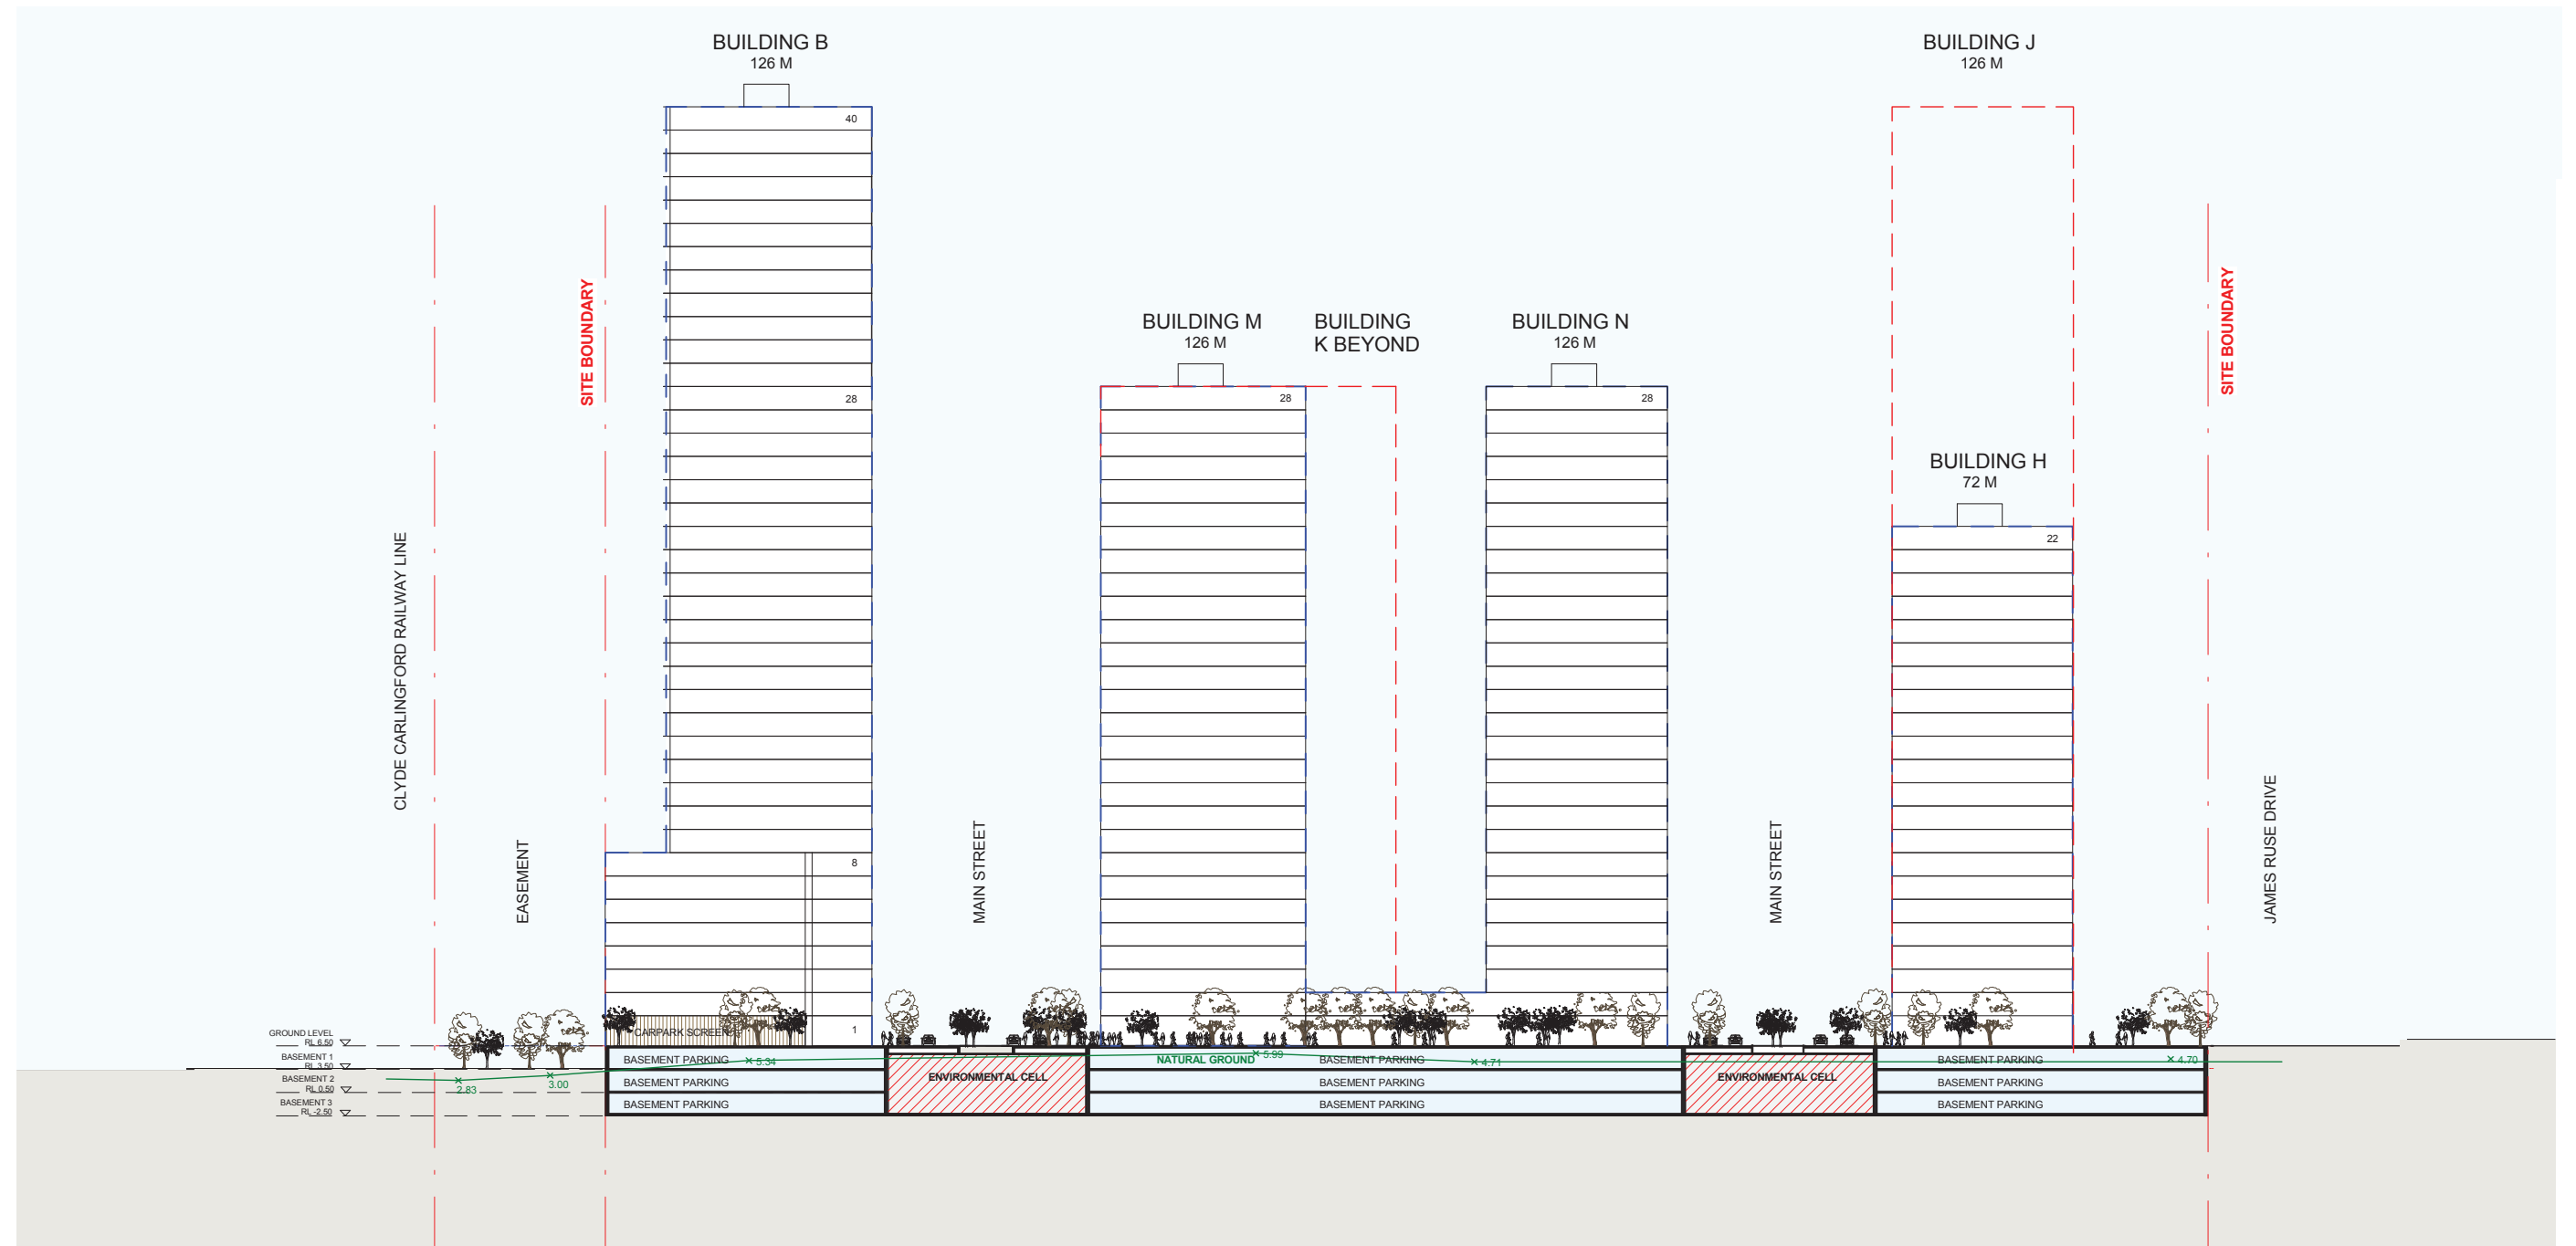 BUILDING B
126 M
BUILDING J
126 M
40
SITE BOUNDARY
SITE BOUNDARY
BUILDING M
126 M
BUILDING
K BEYOND
BUILDING N
126 M
28
28
28
BUILDING H
72 M
22
CLYDE CARLINGFORD RAILWAY LINE
EASEMENT
MAIN STREET
MAIN STREET
JAMES RUSE DRIVE
8
1
CARPARK SCREEN
GROUND LEVEL
RL 6.50
BASEMENT 1
RL 3.50
BASEMENT 2
RL 0.50
BASEMENT 3
RL -2.50
2.83
3.00
BASEMENT PARKING
5.34
BASEMENT PARKING
BASEMENT PARKING
ENVIRONMENTAL CELL
NATURAL GROUND
5.99
BASEMENT PARKING
4.71
BASEMENT PARKING
BASEMENT PARKING
ENVIRONMENTAL CELL
BASEMENT PARKING
4.70
BASEMENT PARKING
BASEMENT PARKING